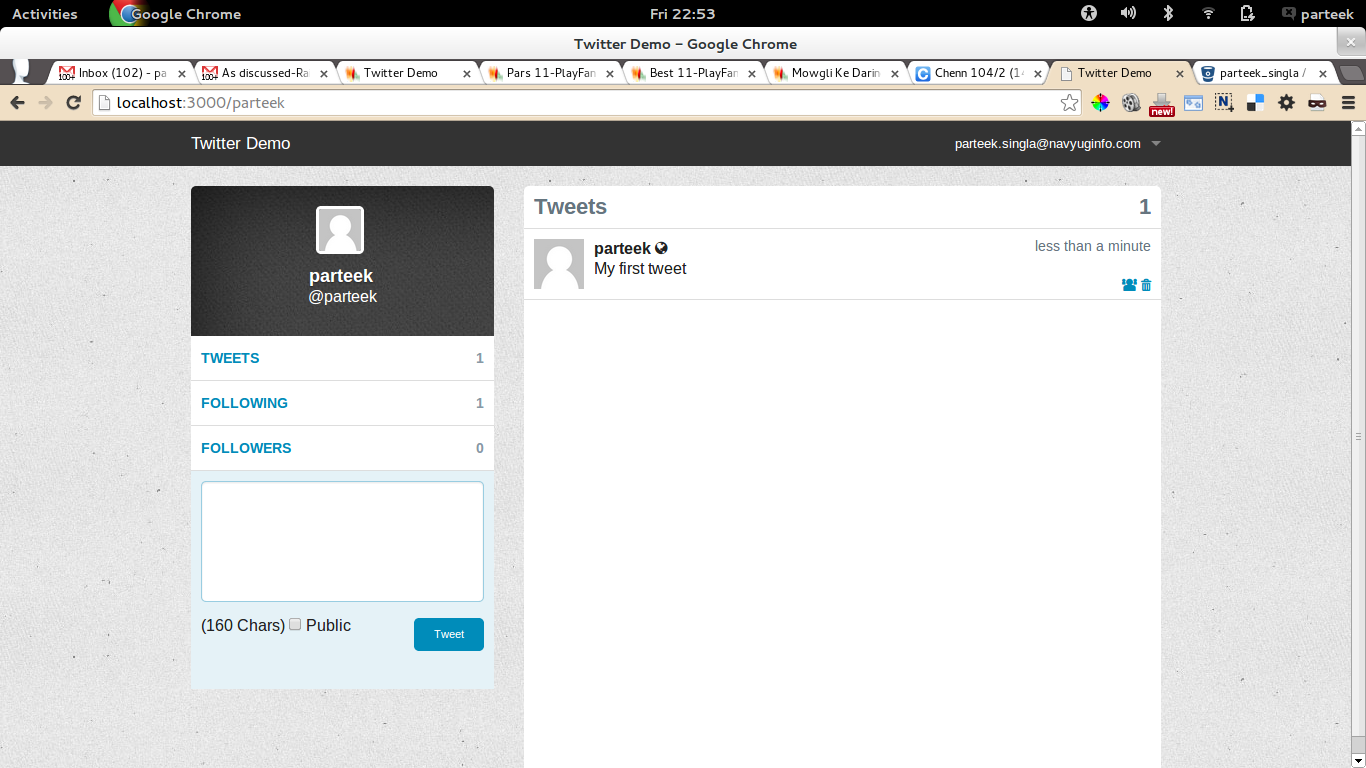 Activities Google Chrome Fri 22:53 parteek
Twitter Demo - Google Chrome
Inbox (102) - pa As discussed-Ra Twitter Demo Pars 11-PlayFan Best 11-PlayFan Mowgli Ke Darin Chenn 104/2 (14 Twitter Demo parteek_singla /
localhost:3000/parteek new!
Twitter Demo parteek.singla@navyuginfo.com
parteek
@parteek
TWEETS 1
FOLLOWING 1
FOLLOWERS 0
(160 Chars) Public Tweet
Tweets 1
parteek less than a minute
My first tweet